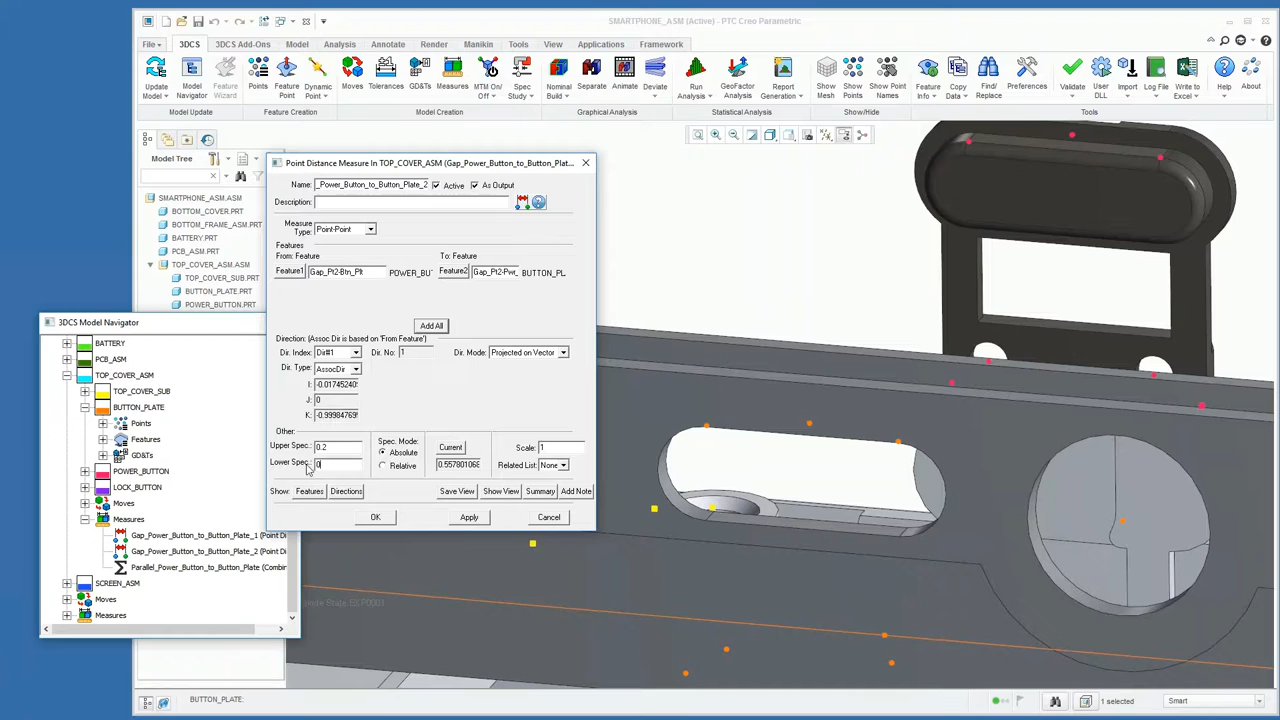 SMARTPHONE_ASM (Active) - PTC Creo Parametric
File 3DCS 3DCS Add-Ons Model Analysis Annotate Render Manikin Tools View Applications Framework
Update Model Model Navigator Feature Wizard Points Feature Point Dynamic Point Moves Tolerances GD&Ts Measures MTM On/Off Spec Study Nominal Build Separate Animate Deviate Run Analysis GeoFactor Analysis Report Generation Show Mesh Show Points Show Point Names Feature Info Copy Data Find/Replace Preferences Validate User DLL Import Log File Write to Excel Help About
Model Update Feature Creation Model Creation Graphical Analysis Statistical Analysis Tools
Model Tree
SMARTPHONE_ASM.ASM
BOTTOM_COVER.PRT
BOTTOM_FRAME_ASM.PRT
BATTERY.PRT
PCB_ASM.PRT
TOP_COVER_ASM.ASM
TOP_COVER_SUB.PRT
BUTTON_PLATE.PRT
POWER_BUTTON.PRT
3DCS Model Navigator
BATTERY
PCB_ASM
TOP_COVER_ASM
TOP_COVER_SUB
BUTTON_PLATE
Points
Features
GD&Ts
POWER_BUTTON
LOCK_BUTTON
Moves
Measures
Gap_Power_Button_to_Button_Plate_1 (Point Di
Gap_Power_Button_to_Button_Plate_2 (Point Di
Parallel_Power_Button_to_Button_Plate (Combin
SCREEN_ASM
Moves
Measures
Point Distance Measure In TOP_COVER_ASM (Gap_Power_Button_to_Button_Plat...
Name: _Power_Button_to_Button_Plate_2 Active As Output
Description:
Measure Type: Point-Point
Features
From: Feature To: Feature
Feature1 Gap_Pt2-Btn_Plt POWER_BU Feature2 Gap_Pt2-Pwr_ BUTTON_PL
Add All
Direction: (Assoc Dir is based on 'From Feature')
Dir. Index: Dir#1 Dir. No: 1 Dir. Mode: Projected on Vector
Dir. Type: AssocDir
I: -0.01745240
J: 0
K: -0.99984769
Other:
Upper Spec.: 0.2 Spec. Mode: Absolute Current Scale: 1
Lower Spec.: 0 Relative 0.55780106 Related List: None
Show: Features Directions Save View Show View Summary Add Note
OK Apply Cancel
BUTTON_PLATE:
1 selected Smart